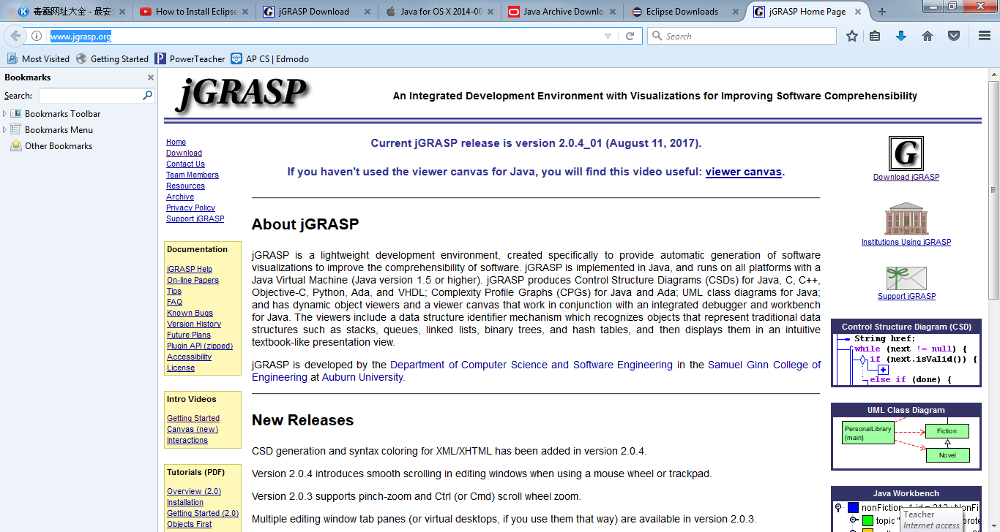 毒霸网址大全 - 最安
How to Install Eclipse
jGRASP Download
Java for OS X 2014-00
Java Archive Downlo
Eclipse Downloads
jGRASP Home Page
www.jgrasp.org
Search
Most Visited
Getting Started
PowerTeacher
AP CS | Edmodo
Bookmarks
Search:
Bookmarks Toolbar
Bookmarks Menu
Other Bookmarks
jGRASP
An Integrated Development Environment with Visualizations for Improving Software Comprehensibility
Home
Download
Contact Us
Team Members
Resources
Archive
Privacy Policy
Support jGRASP
Documentation
jGRASP Help
On-line Papers
Tips
FAQ
Known Bugs
Version History
Future Plans
Plugin API (zipped)
Accessibility
License
Intro Videos
Getting Started
Canvas (new)
Interactions
Tutorials (PDF)
Overview (2.0)
Installation
Getting Started (2.0)
Objects First
Current jGRASP release is version 2.0.4_01 (August 11, 2017).
If you haven't used the viewer canvas for Java, you will find this video useful: viewer canvas.
About jGRASP
jGRASP is a lightweight development environment, created specifically to provide automatic generation of software
visualizations to improve the comprehensibility of software. jGRASP is implemented in Java, and runs on all platforms with a
Java Virtual Machine (Java version 1.5 or higher). jGRASP produces Control Structure Diagrams (CSDs) for Java, C, C++,
Objective-C, Python, Ada, and VHDL; Complexity Profile Graphs (CPGs) for Java and Ada; UML class diagrams for Java;
and has dynamic object viewers and a viewer canvas that work in conjunction with an integrated debugger and workbench
for Java. The viewers include a data structure identifier mechanism which recognizes objects that represent traditional data
structures such as stacks, queues, linked lists, binary trees, and hash tables, and then displays them in an intuitive
textbook-like presentation view.
jGRASP is developed by the Department of Computer Science and Software Engineering in the Samuel Ginn College of
Engineering at Auburn University.
New Releases
CSD generation and syntax coloring for XML/XHTML has been added in version 2.0.4.
Version 2.0.4 introduces smooth scrolling in editing windows when using a mouse wheel or trackpad.
Version 2.0.3 supports pinch-zoom and Ctrl (or Cmd) scroll wheel zoom.
Multiple editing window tab panes (or virtual desktops, if you use them that way) are available in version 2.0.3.
G
Download jGRASP
Institutions Using jGRASP
Support jGRASP
Control Structure Diagram (CSD)
String href;
while (next != null) {
if (next.isValid()) {
else if (done) {
UML Class Diagram
PersonalLibrary
{main}
Fiction
Novel
Java Workbench
Teacher
Internet access